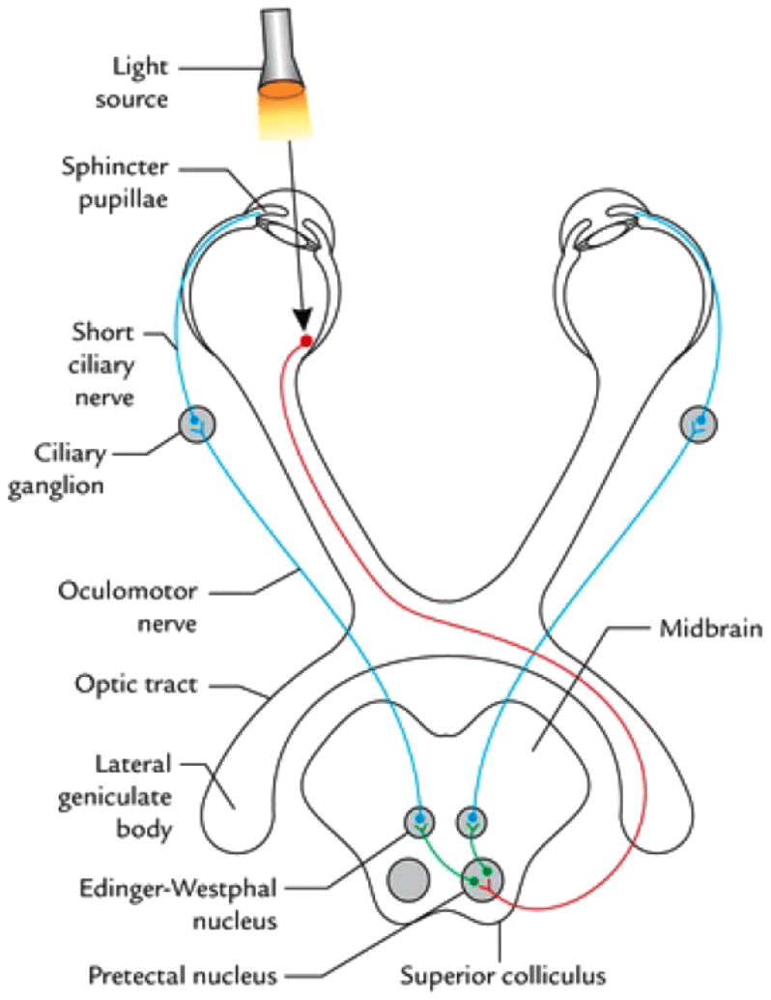 Light
source
Sphincter
pupillae
Short
ciliary
nerve
Ciliary
ganglion
Oculomotor
nerve
Midbrain
Optic tract
Lateral
geniculate
body
Edinger-Westphal
nucleus
Pretectal nucleus
Superior colliculus